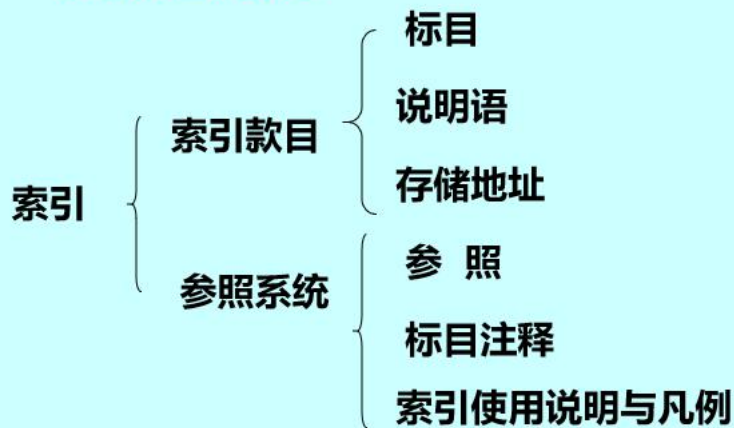 标目
说明语
索引款目
存储地址
索引
参 照
参照系统
标目注释
索引使用说明与凡例